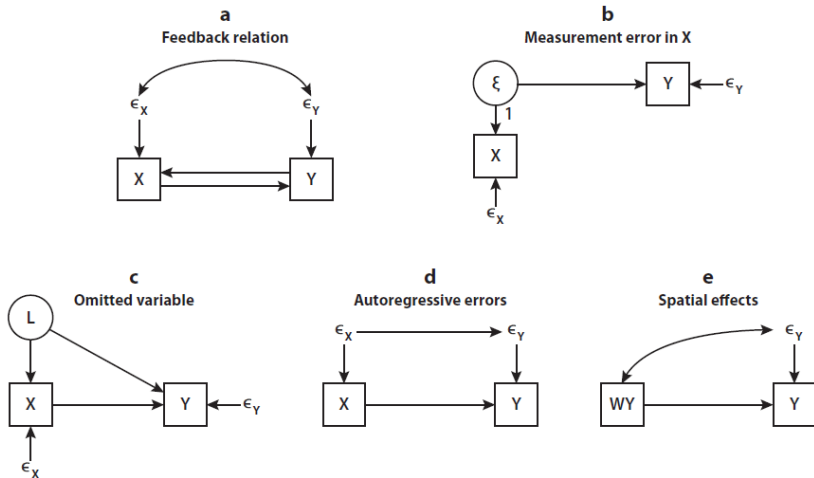 a
Feedback relation
ϵX
ϵY
X
Y
b
Measurement error in X
ξ
Y
ϵY
1
X
ϵX
c
Omitted variable
L
X
Y
ϵY
ϵX
d
Autoregressive errors
ϵX
ϵY
X
Y
e
Spatial effects
ϵY
WY
Y